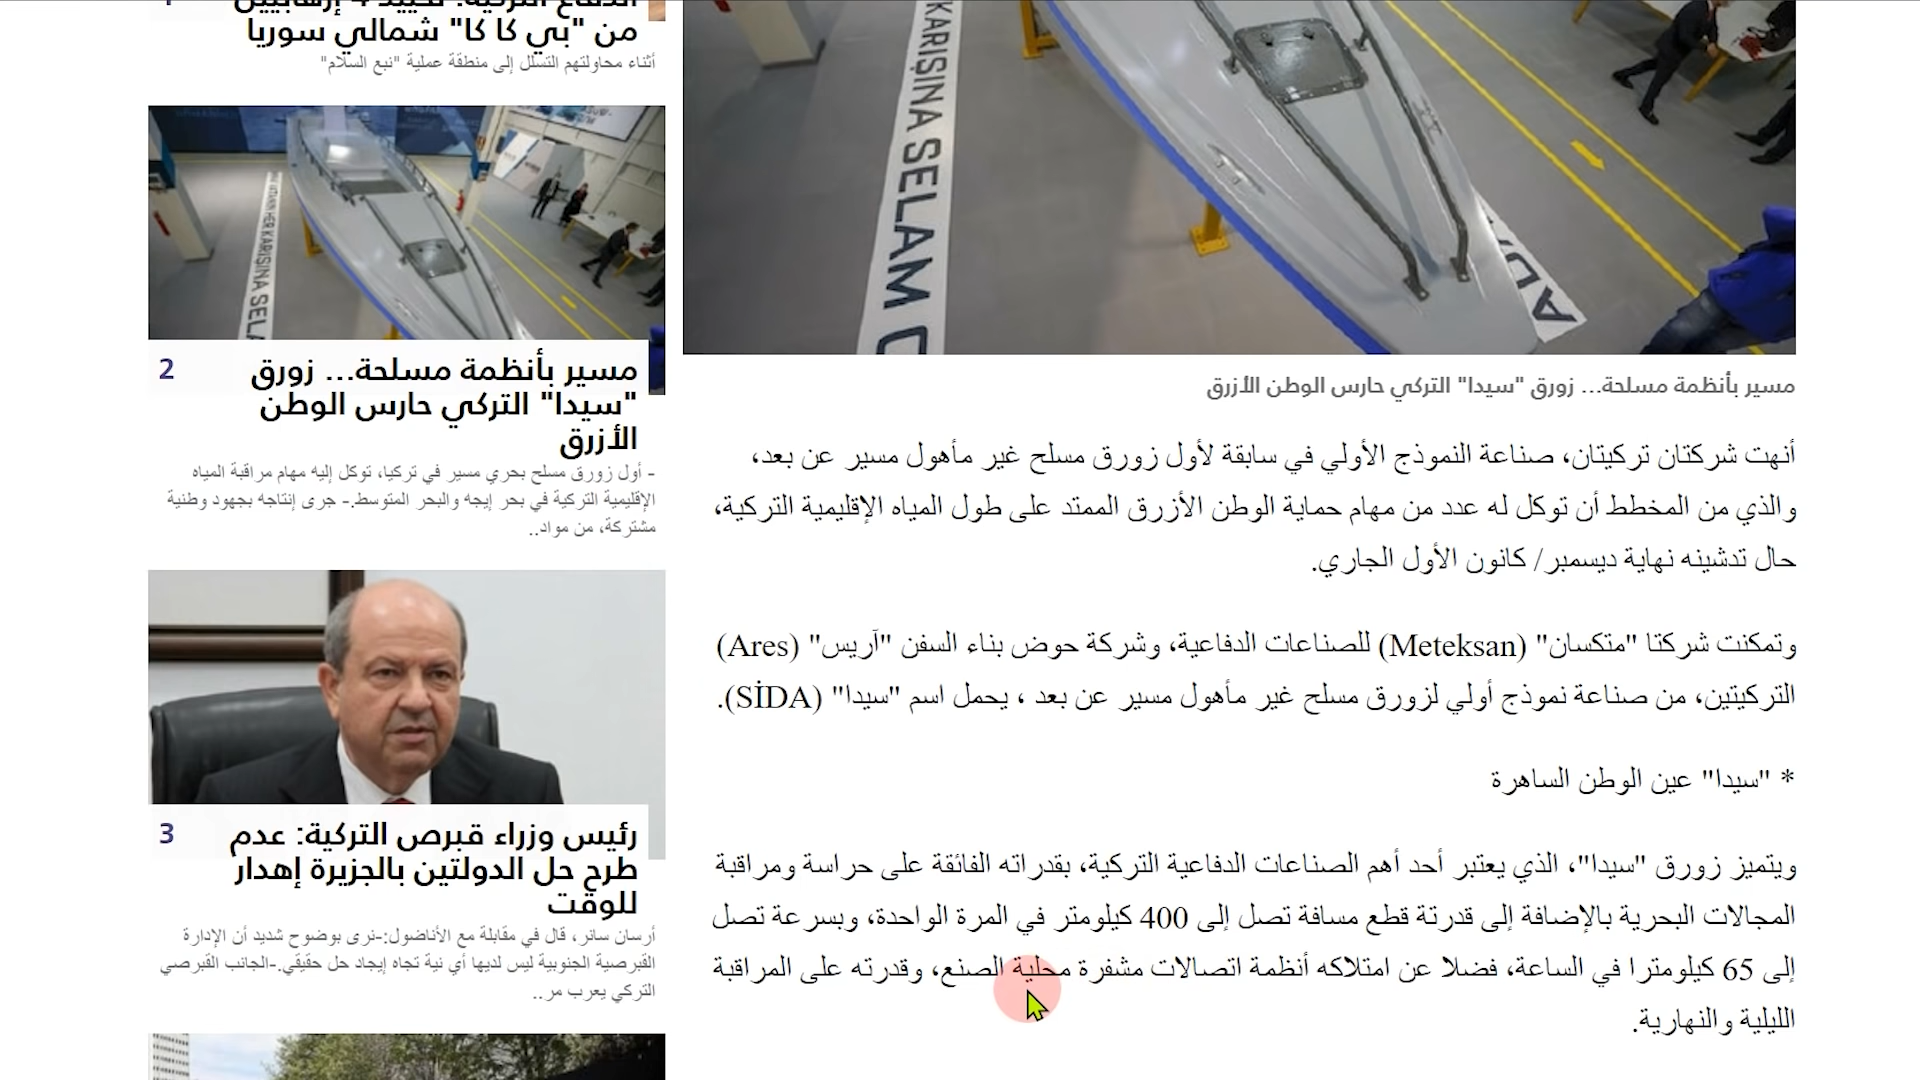 من "بي كا كا" شمالي سوريا
أثناء محاولتهم التسلل إلى منطقة عملية "نبع السلام"
HER KARIŞINA SELA
2
مسير بأنظمة مسلحة... زورق
"سيدا" التركي حارس الوطن
الأزرق
- أول زورق مسلح بحري مسير في تركيا، توكل إليه مهام مراقبة المياه
الإقليمية التركية في بحر إيجه والبحر المتوسط.- جرى إنتاجه بجهود وطنية
مشتركة، من مواد..
3
رئيس وزراء قبرص التركية: عدم
طرح حل الدولتين بالجزيرة إهدار
للوقت
أرسان سانر، قال في مقابلة مع الأناضول:-نرى بوضوح شديد أن الإدارة
القبرصية الجنوبية ليس لديها أي نية تجاه إيجاد حل حقيقي.-الجانب القبرصي
التركي يعرب مر..
KARIŞINA SELAM
مسير بأنظمة مسلحة... زورق "سيدا" التركي حارس الوطن الأزرق
أنهت شركتان تركيتان، صناعة النموذج الأولي في سابقة لأول زورق مسلح غير مأهول مسير عن بعد،
والذي من المخطط أن توكل له عدد من مهام حماية الوطن الأزرق الممتد على طول المياه الإقليمية التركية،
حال تدشينه نهاية ديسمبر/ كانون الأول الجاري.
وتمكنت شركتا "متكسان" (Meteksan) للصناعات الدفاعية، وشركة حوض بناء السفن "آريس" (Ares)
التركيتين، من صناعة نموذج أولي لزورق مسلح غير مأهول مسير عن بعد ، يحمل اسم "سيدا" (SİDA).
* "سيدا" عين الوطن الساهرة
ويتميز زورق "سيدا"، الذي يعتبر أحد أهم الصناعات الدفاعية التركية، بقدراته الفائقة على حراسة ومراقبة
المجالات البحرية بالإضافة إلى قدرتة قطع مسافة تصل إلى 400 كيلومتر في المرة الواحدة، وبسرعة تصل
إلى 65 كيلومترا في الساعة، فضلا عن امتلاكه أنظمة اتصالات مشفرة محلية الصنع، وقدرته على المراقبة
الليلية والنهارية.